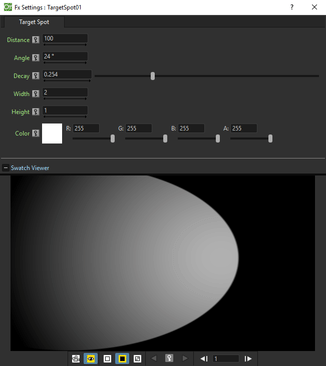 Fx Settings : TargetSpot01
Target Spot
Distance 100
Angle 24 °
Decay 0.254
Width 2
Height 1
Color R: 255 G: 255 B: 255 A: 255
Swatch Viewer
1